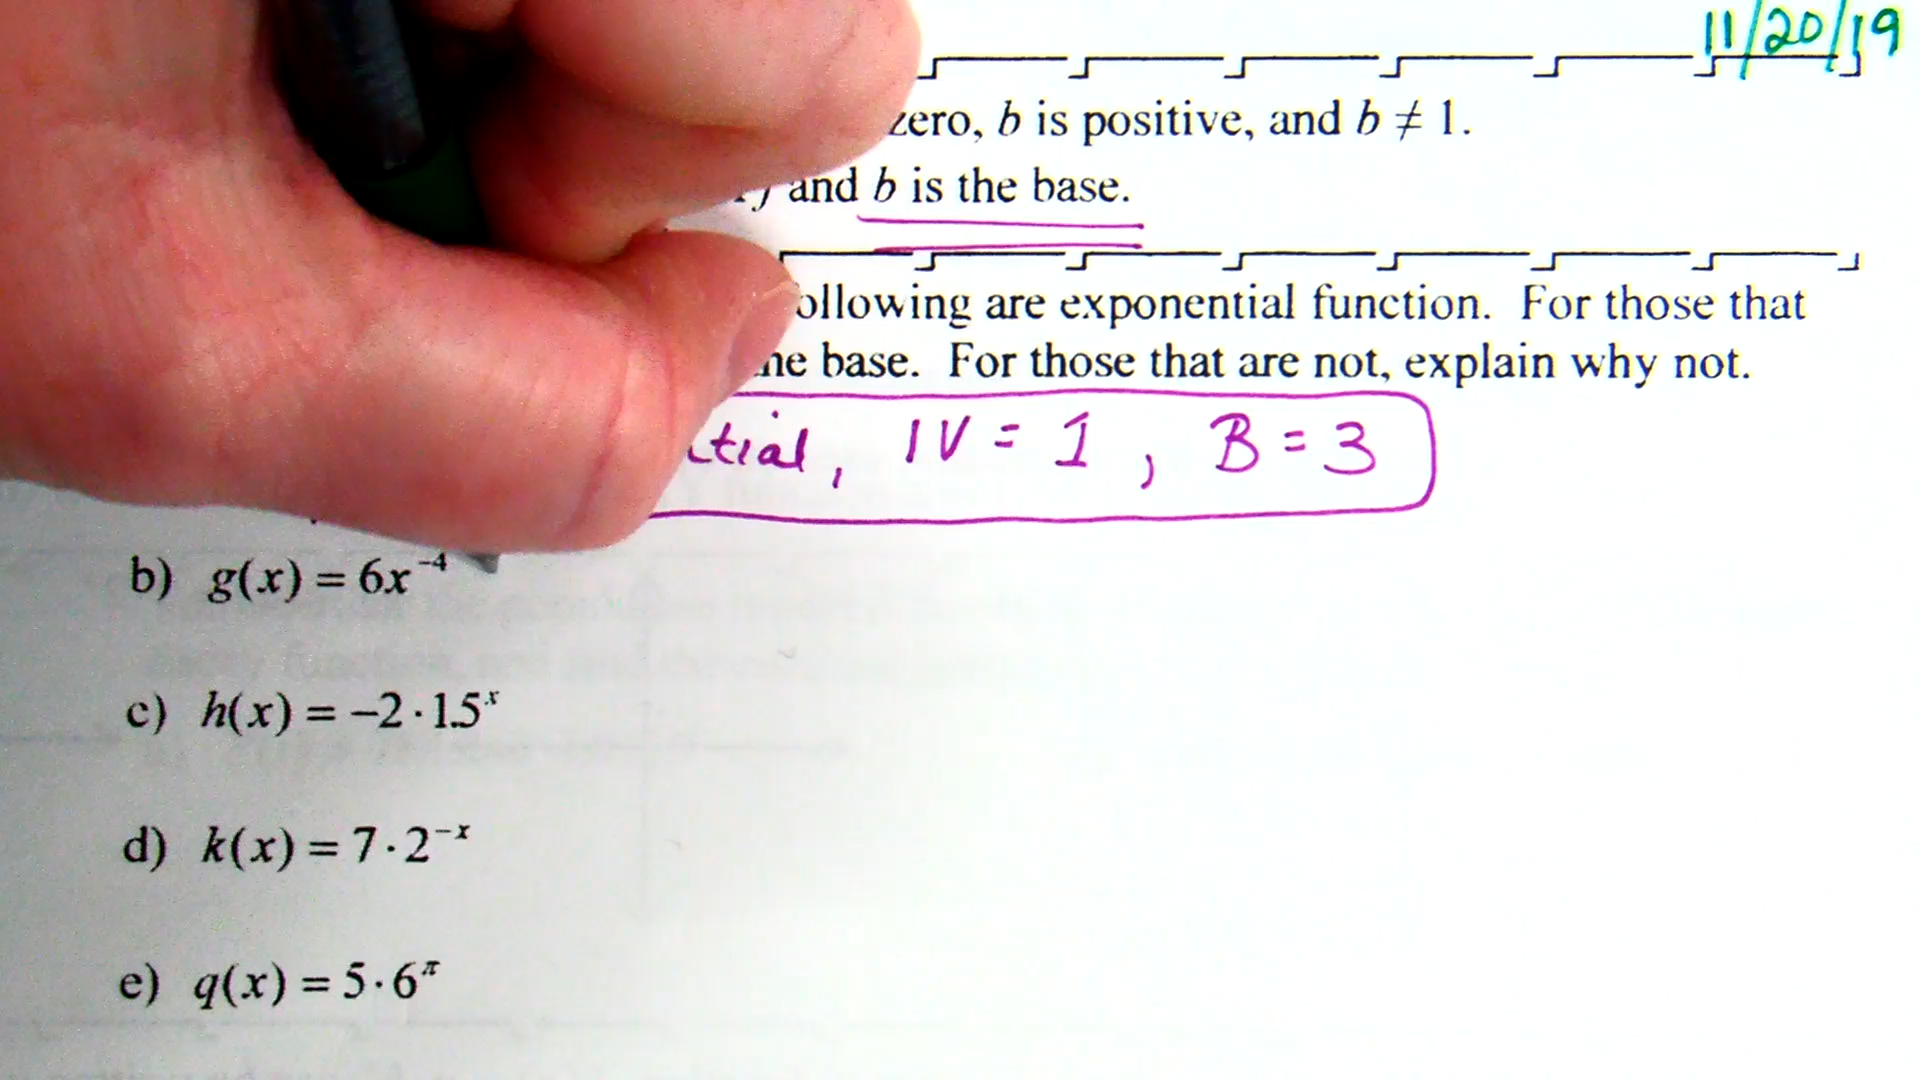 11/20/19
zero, b is positive, and b ≠ 1.
and b is the base.
ollowing are exponential function. For those that
he base. For those that are not, explain why not.
tial, IV = 1, B = 3
b) g(x) = 6x⁻⁴
c) h(x) = −2 · 1.5ˣ
d) k(x) = 7 · 2⁻ˣ
e) q(x) = 5 · 6^π